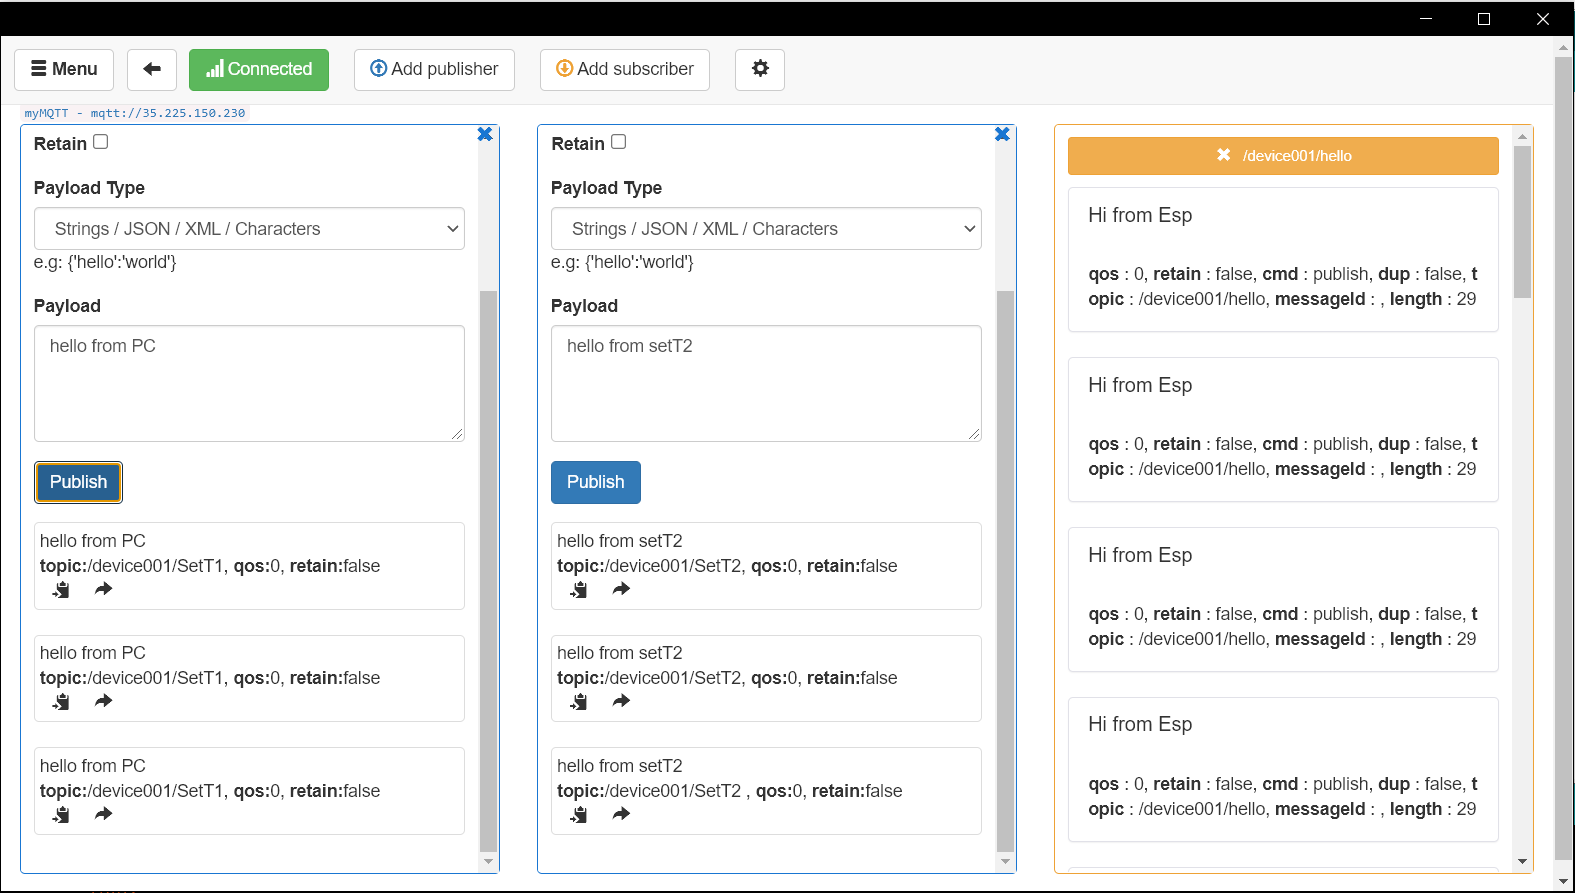 Menu
Connected
Add publisher
Add subscriber
myMQTT - mqtt://35.225.150.230
Retain
Payload Type
Strings / JSON / XML / Characters
e.g: {'hello':'world'}
Payload
hello from PC
Publish
hello from PC
topic:/device001/SetT1, qos:0, retain:false
hello from PC
topic:/device001/SetT1, qos:0, retain:false
hello from PC
topic:/device001/SetT1, qos:0, retain:false
Retain
Payload Type
Strings / JSON / XML / Characters
e.g: {'hello':'world'}
Payload
hello from setT2
Publish
hello from setT2
topic:/device001/SetT2, qos:0, retain:false
hello from setT2
topic:/device001/SetT2, qos:0, retain:false
hello from setT2
topic:/device001/SetT2 , qos:0, retain:false
/device001/hello
Hi from Esp
qos : 0, retain : false, cmd : publish, dup : false, t
opic : /device001/hello, messageId : , length : 29
Hi from Esp
qos : 0, retain : false, cmd : publish, dup : false, t
opic : /device001/hello, messageId : , length : 29
Hi from Esp
qos : 0, retain : false, cmd : publish, dup : false, t
opic : /device001/hello, messageId : , length : 29
Hi from Esp
qos : 0, retain : false, cmd : publish, dup : false, t
opic : /device001/hello, messageId : , length : 29